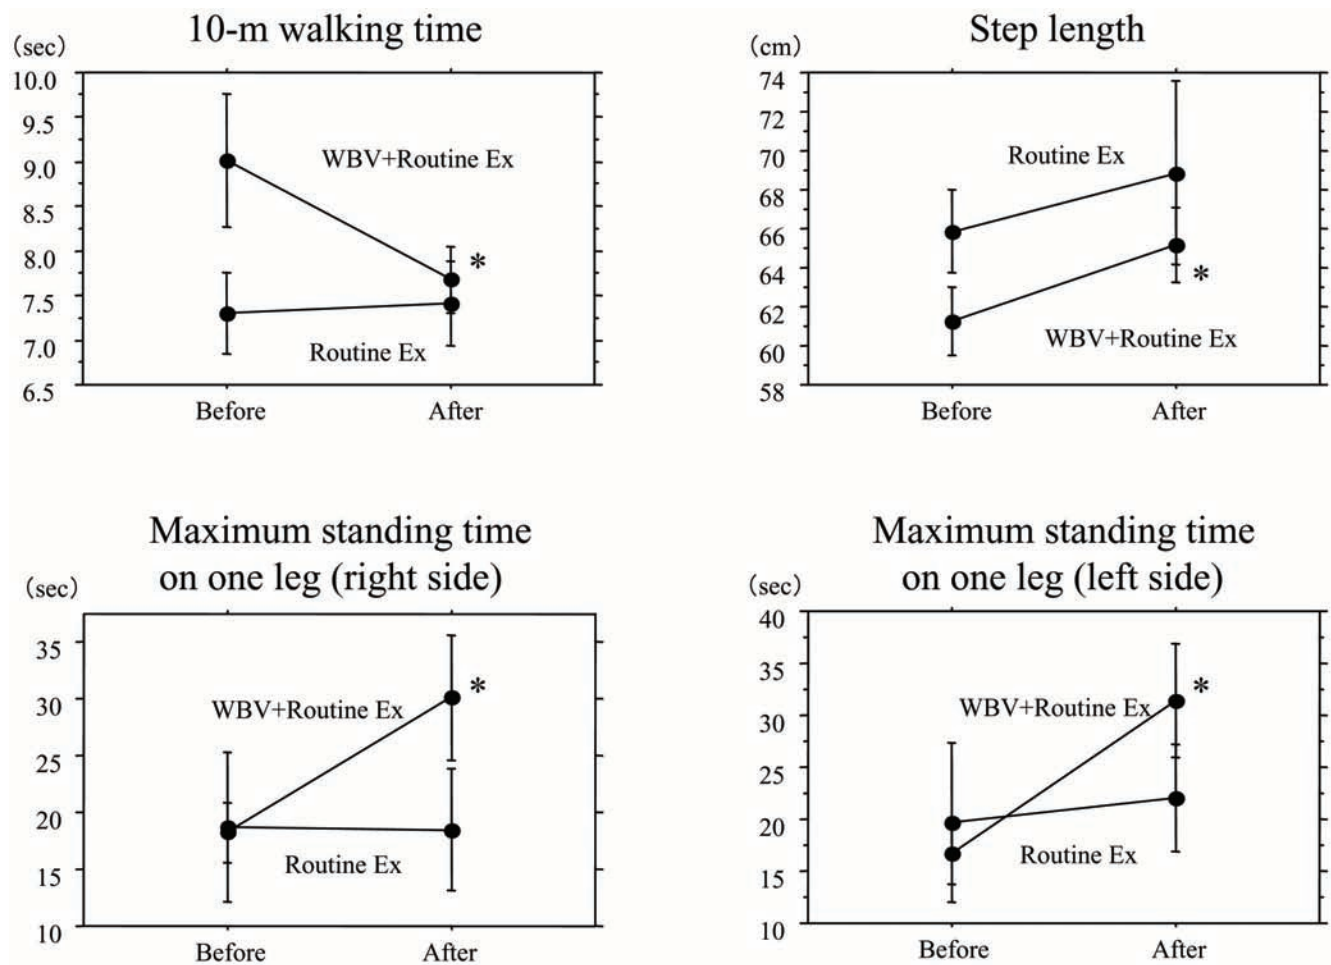 10-m walking time
(sec)
10.0
9.5
9.0
8.5
8.0
7.5
7.0
6.5
WBV+Routine Ex
*
Routine Ex
Before After
Step length
(cm)
74
72
70
68
66
64
62
60
58
Routine Ex
*
WBV+Routine Ex
Before After
Maximum standing time
on one leg (right side)
(sec)
35
30
25
20
15
10
*
WBV+Routine Ex
Routine Ex
Before After
Maximum standing time
on one leg (left side)
(sec)
40
35
30
25
20
15
10
*
WBV+Routine Ex
Routine Ex
Before After